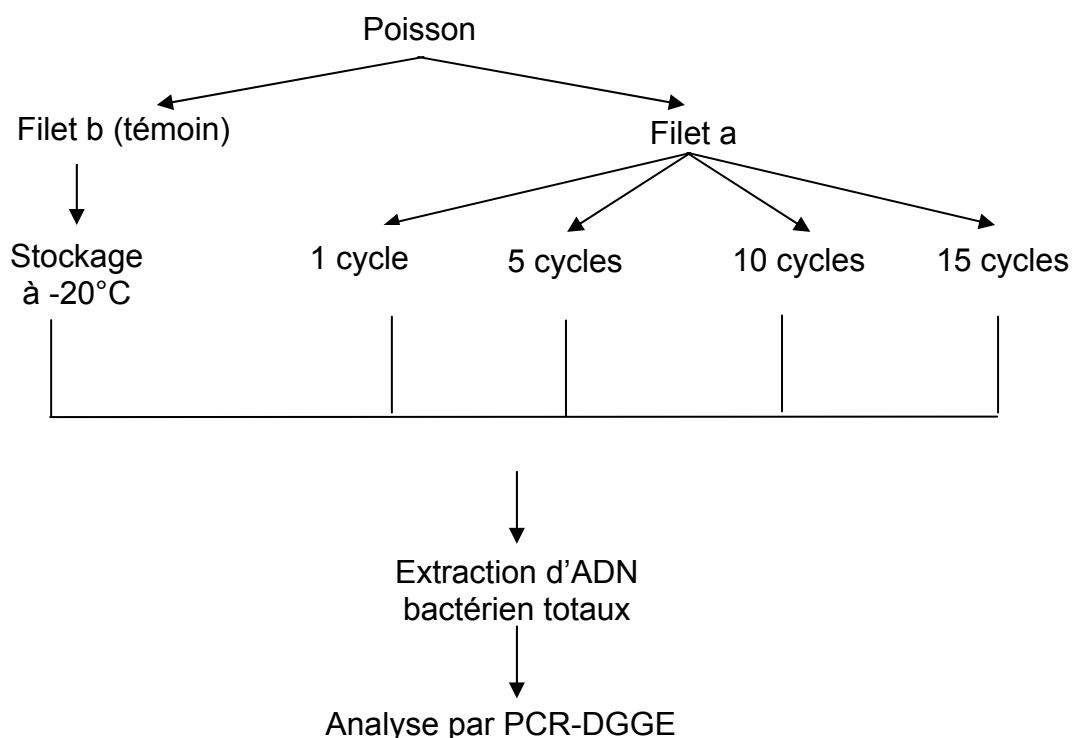 Poisson
Filet b (témoin)
Filet a
Stockage
à -20°C
1 cycle
5 cycles
10 cycles
15 cycles
Extraction d’ADN
bactérien totaux
Analyse par PCR-DGGE